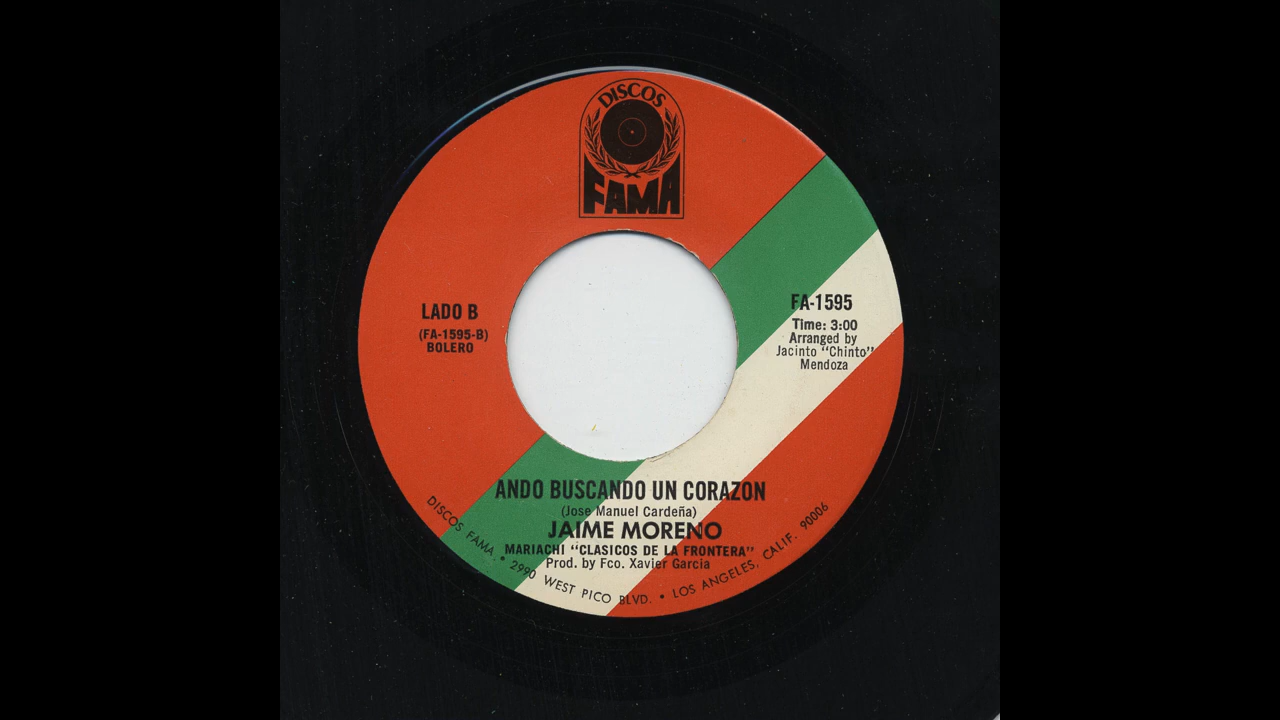 DISCOS
FAMA
LADO B
(FA-1595-B)
BOLERO
FA-1595
Time: 3:00
Arranged by
Jacinto "Chinto"
Mendoza
ANDO BUSCANDO UN CORAZON
(Jose Manuel Cardeña)
JAIME MORENO
MARIACHI "CLASICOS DE LA FRONTERA"
Prod. by Fco. Xavier Garcia
DISCOS FAMA • 2990 WEST PICO BLVD. • LOS ANGELES, CALIF. 90006